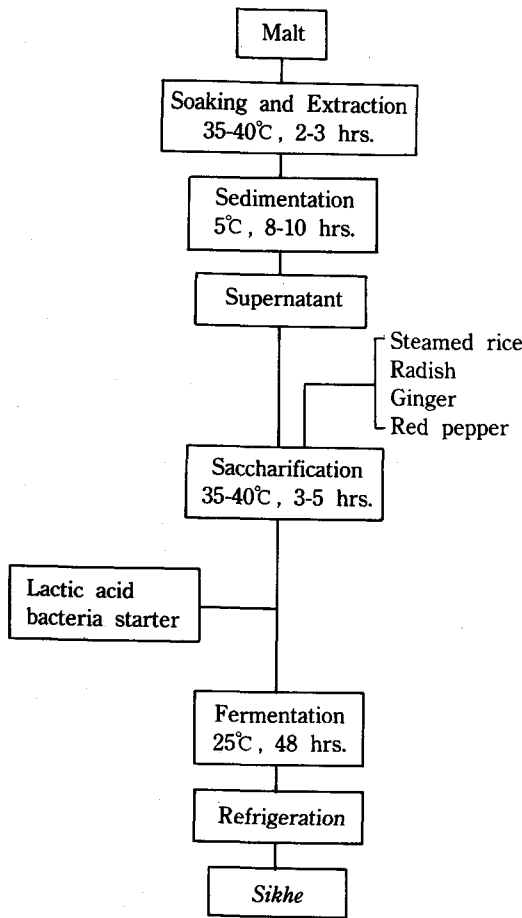 Malt
Soaking and Extraction
35-40℃, 2-3 hrs.
Sedimentation
5℃, 8-10 hrs.
Supernatant
Steamed rice
Radish
Ginger
Red pepper
Saccharification
35-40℃, 3-5 hrs.
Lactic acid
bacteria starter
Fermentation
25℃, 48 hrs.
Refrigeration
Sikhe